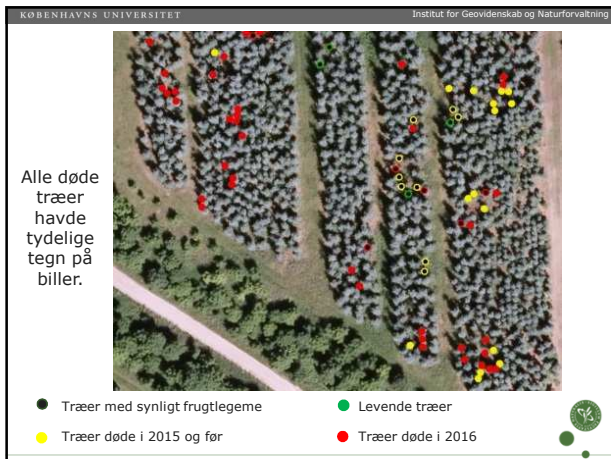 KØBENHAVNS UNIVERSITET
Institut for Geovidenskab og Naturforvaltning
Alle døde
træer
havde
tydelige
tegn på
biller.
Træer med synligt frugtlegeme
Levende træer
Træer døde i 2015 og før
Træer døde i 2016